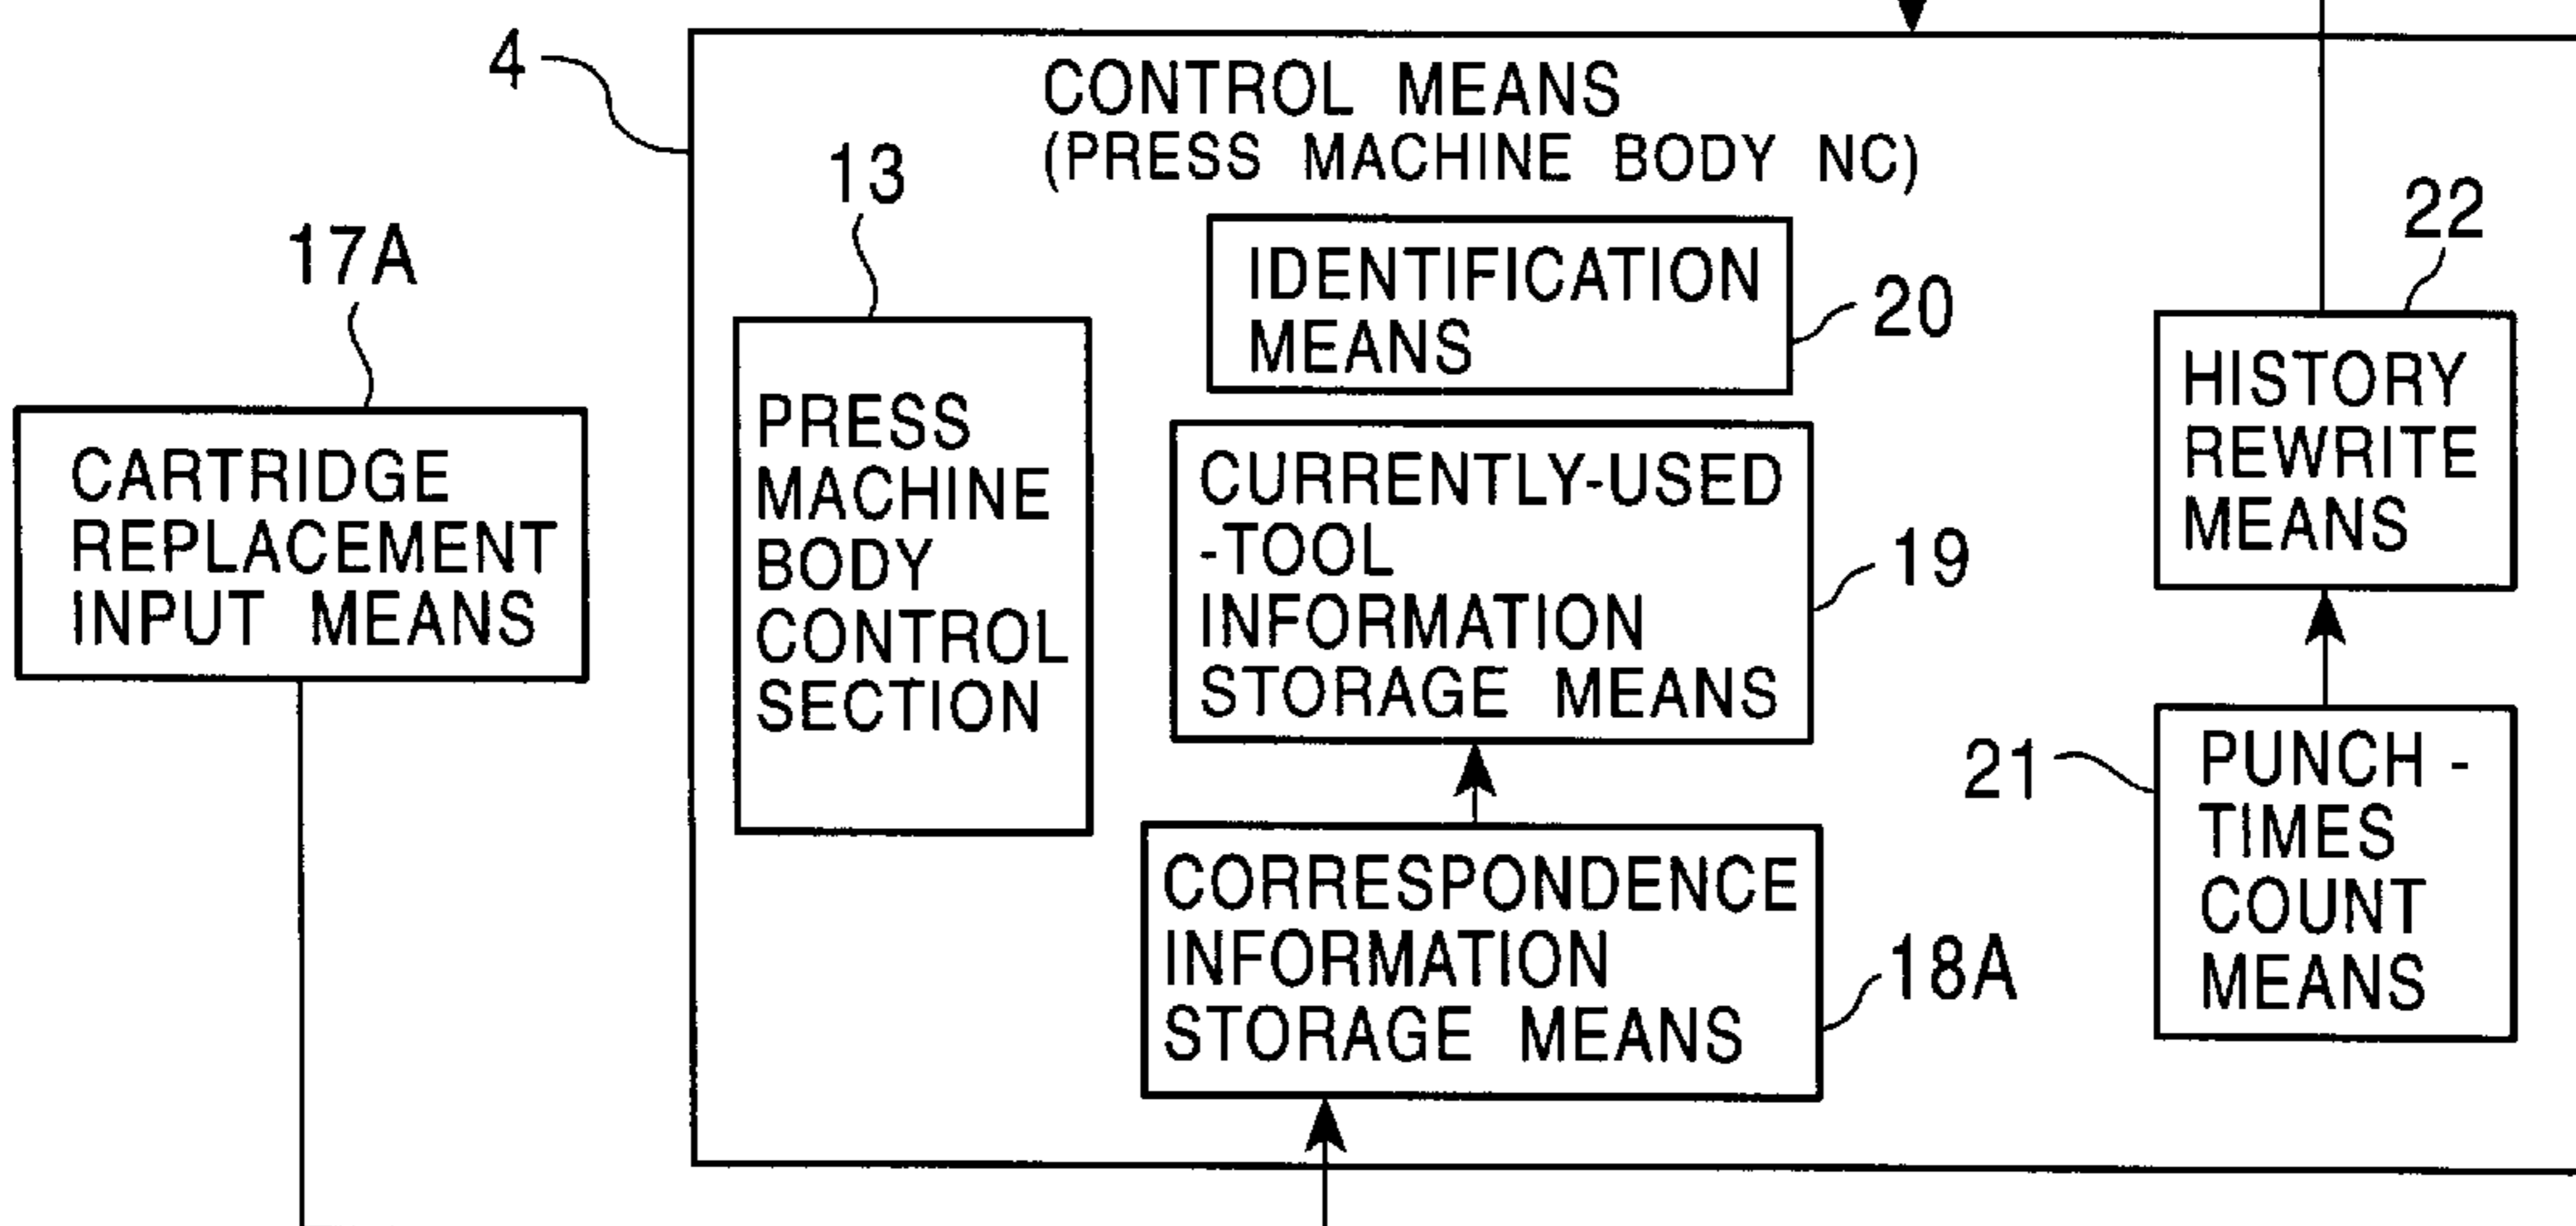 4
CONTROL MEANS
(PRESS MACHINE BODY NC)
13
PRESS
MACHINE
BODY
CONTROL
SECTION
17A
CARTRIDGE
REPLACEMENT
INPUT MEANS
IDENTIFICATION
MEANS
20
CURRENTLY-USED
-TOOL
INFORMATION
STORAGE MEANS
19
CORRESPONDENCE
INFORMATION
STORAGE MEANS
18A
22
HISTORY
REWRITE
MEANS
21
PUNCH -
TIMES
COUNT
MEANS